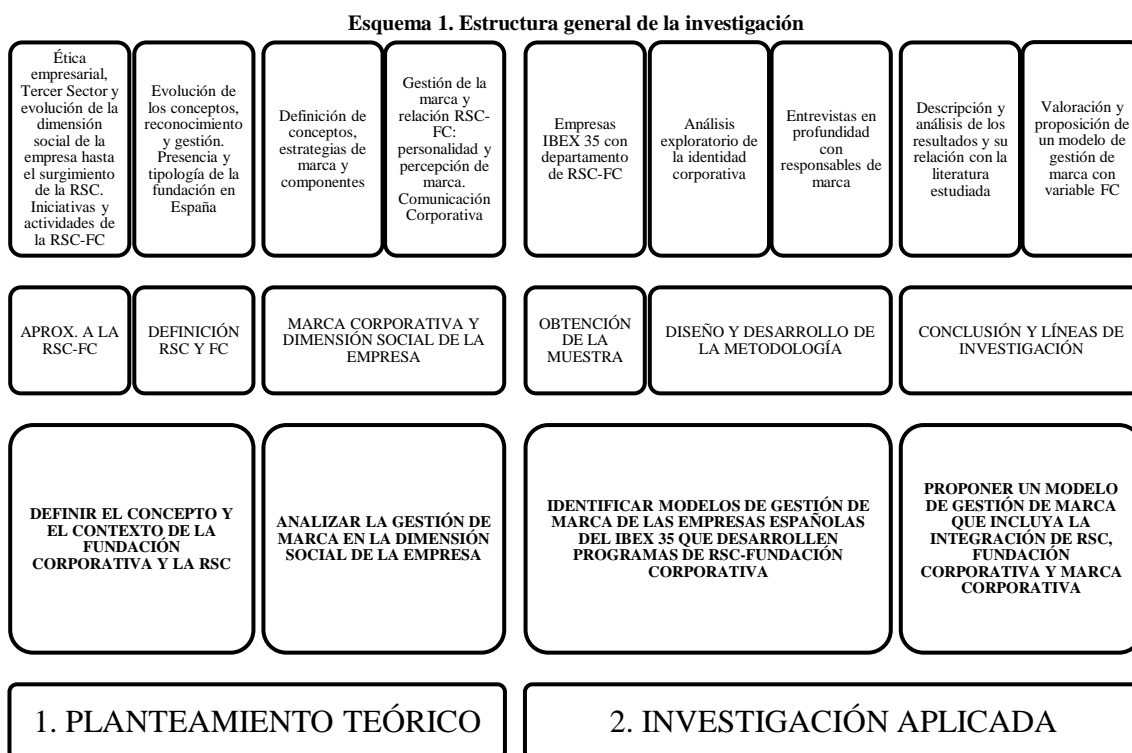 Esquema 1. Estructura general de la investigación
Ética
empresarial,
Tercer Sector y
evolución de la
dimensión
social de la
empresa hasta
el surgimiento
de la RSC.
Iniciativas y
actividades de
la RSC-FC
Evolución de
los conceptos,
reconocimiento
y gestión.
Presencia y
tipología de la
fundación en
España
Definición de
conceptos,
estrategias de
marca y
componentes
Gestión de la
marca y
relación RSC-
FC:
personalidad y
percepción de
marca.
Comunicación
Corporativa
Empresas
IBEX 35 con
departamento
de RSC-FC
Análisis
exploratorio de
la identidad
corporativa
Entrevistas en
profundidad
con
responsables de
marca
Descripción y
análisis de los
resultados y su
relación con la
literatura
estudiada
Valoración y
proposición de
un modelo de
gestión de
marca con
variable FC
APROX. A LA
RSC-FC
DEFINICIÓN
RSC Y FC
MARCA CORPORATIVA Y
DIMENSIÓN SOCIAL DE LA
EMPRESA
OBTENCIÓN
DE LA
MUESTRA
DISEÑO Y DESARROLLO DE
LA METODOLOGÍA
CONCLUSIÓN Y LÍNEAS DE
INVESTIGACIÓN
DEFINIR EL CONCEPTO Y
EL CONTEXTO DE LA
FUNDACIÓN
CORPORATIVA Y LA RSC
ANALIZAR LA GESTIÓN DE
MARCA EN LA DIMENSIÓN
SOCIAL DE LA EMPRESA
IDENTIFICAR MODELOS DE GESTIÓN DE
MARCA DE LAS EMPRESAS ESPAÑOLAS
DEL IBEX 35 QUE DESARROLLEN
PROGRAMAS DE RSC-FUNDACIÓN
CORPORATIVA
PROPONER UN MODELO
DE GESTIÓN DE MARCA
QUE INCLUYA LA
INTEGRACIÓN DE RSC,
FUNDACIÓN
CORPORATIVA Y MARCA
CORPORATIVA
1. PLANTEAMIENTO TEÓRICO
2. INVESTIGACIÓN APLICADA